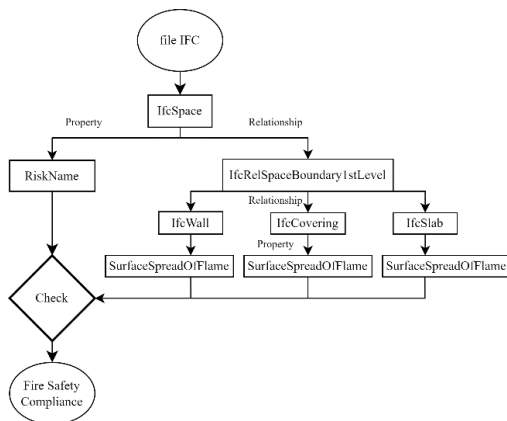 file IFC
IfcSpace
Property
Relationship
RiskName
IfcRelSpaceBoundary1stLevel
Relationship
IfcWall
IfcCovering
IfcSlab
Property
SurfaceSpreadOfFlame
SurfaceSpreadOfFlame
SurfaceSpreadOfFlame
Check
Fire Safety
Compliance